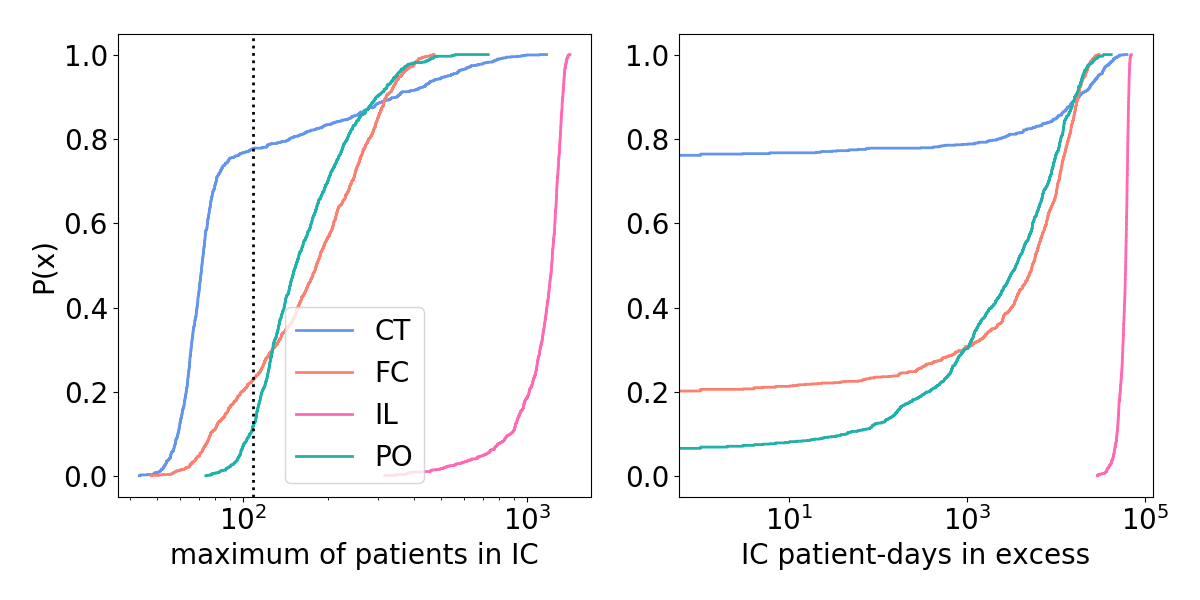 1.0
0.8
0.6
0.4
0.2
0.0
P(x)
10²
10³
maximum of patients in IC
CT
FC
IL
PO
1.0
0.8
0.6
0.4
0.2
0.0
10¹
10³
10⁵
IC patient-days in excess